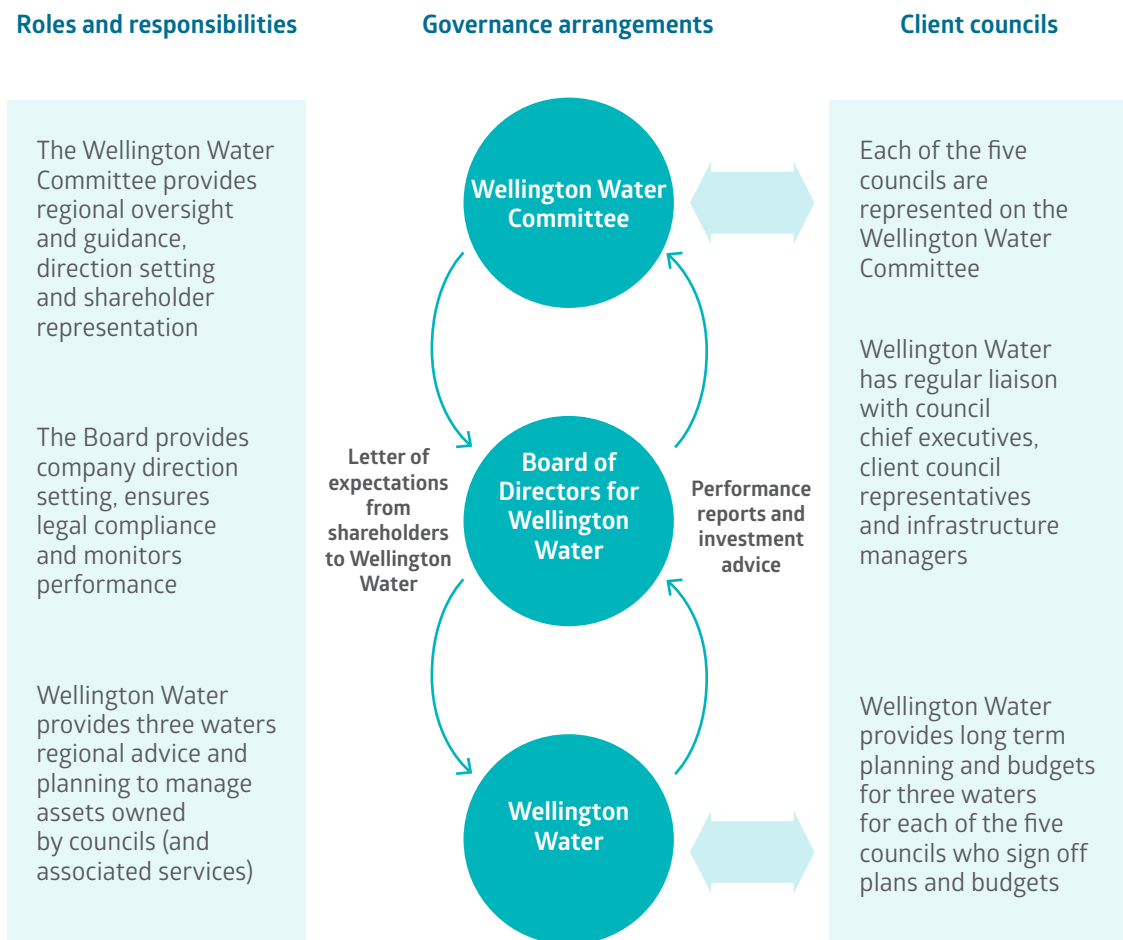 Roles and responsibilities
Governance arrangements
Client councils
The Wellington Water
Committee provides
regional oversight
and guidance,
direction setting
and shareholder
representation
The Board provides
company direction
setting, ensures
legal compliance
and monitors
performance
Wellington Water
provides three waters
regional advice and
planning to manage
assets owned
by councils (and
associated services)
Wellington Water
Committee
Letter of
expectations
from
shareholders
to Wellington
Water
Board of
Directors for
Wellington
Water
Performance
reports and
investment
advice
Wellington
Water
Each of the five
councils are
represented on the
Wellington Water
Committee
Wellington Water
has regular liaison
with council
chief executives,
client council
representatives
and infrastructure
managers
Wellington Water
provides long term
planning and budgets
for three waters
for each of the five
councils who sign off
plans and budgets